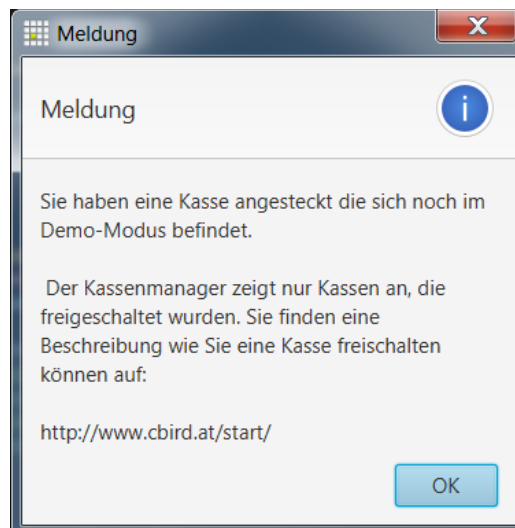 Meldung
Meldung
Sie haben eine Kasse angesteckt die sich noch im
Demo-Modus befindet.
Der Kassenmanager zeigt nur Kassen an, die
freigeschaltet wurden. Sie finden eine
Beschreibung wie Sie eine Kasse freischalten
können auf:
http://www.cbird.at/start/
OK